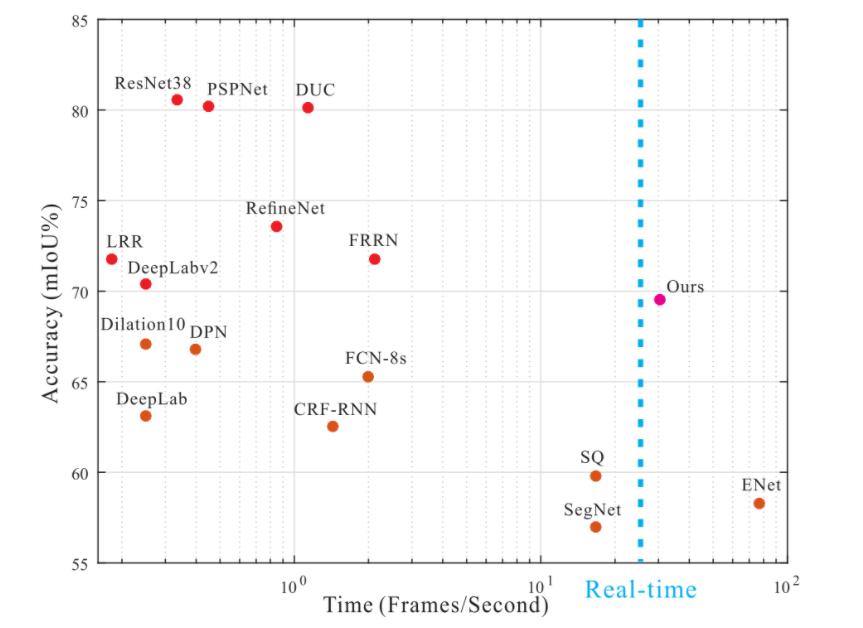 85
80
75
70
65
60
55
Accuracy (mIoU%)
ResNet38
PSPNet
DUC
RefineNet
LRR
FRRN
DeepLabv2
Ours
Dilation10
DPN
FCN-8s
DeepLab
CRF-RNN
SQ
ENet
SegNet
10^0
10^1
10^2
Time (Frames/Second)
Real-time